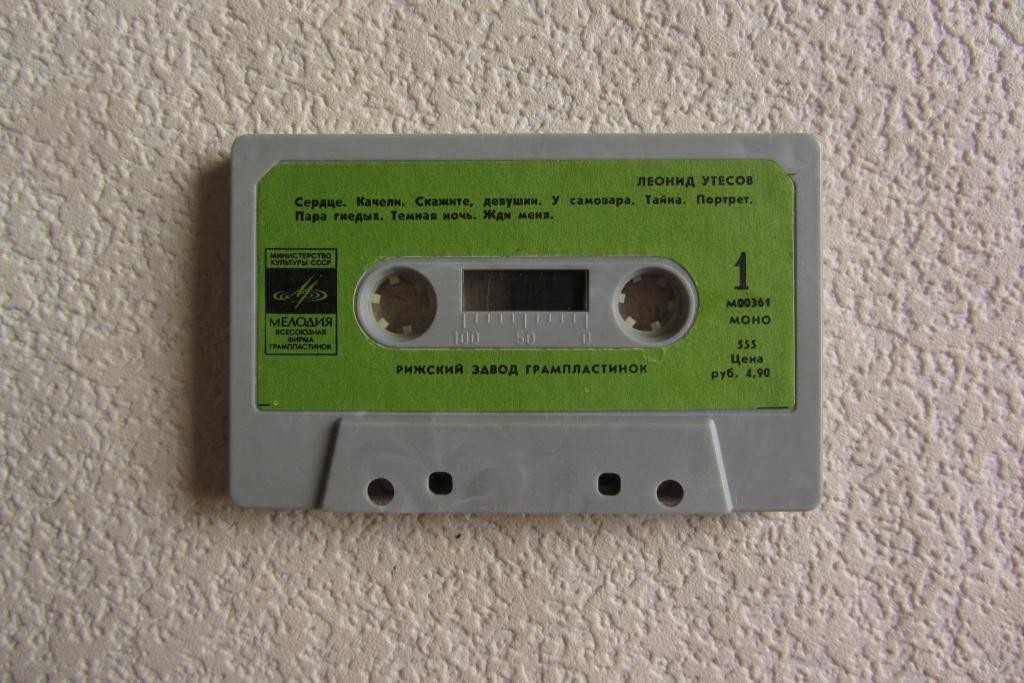 ЛЕОНИД УТЕСОВ
Сердце. Качели. Скажите, девушки. У самовара. Тайна. Портрет.
Пара гнедых. Темная ночь. Жди меня.
МИНИСТЕРСТВО
КУЛЬТУРЫ СССР
МЕЛОДИЯ
ВСЕСОЮЗНАЯ
ФИРМА
ГРАМПЛАСТИНОК
100 50 0
1
М00361
МОНО
555
Цена
руб. 4,90
РИЖСКИЙ ЗАВОД ГРАМПЛАСТИНОК